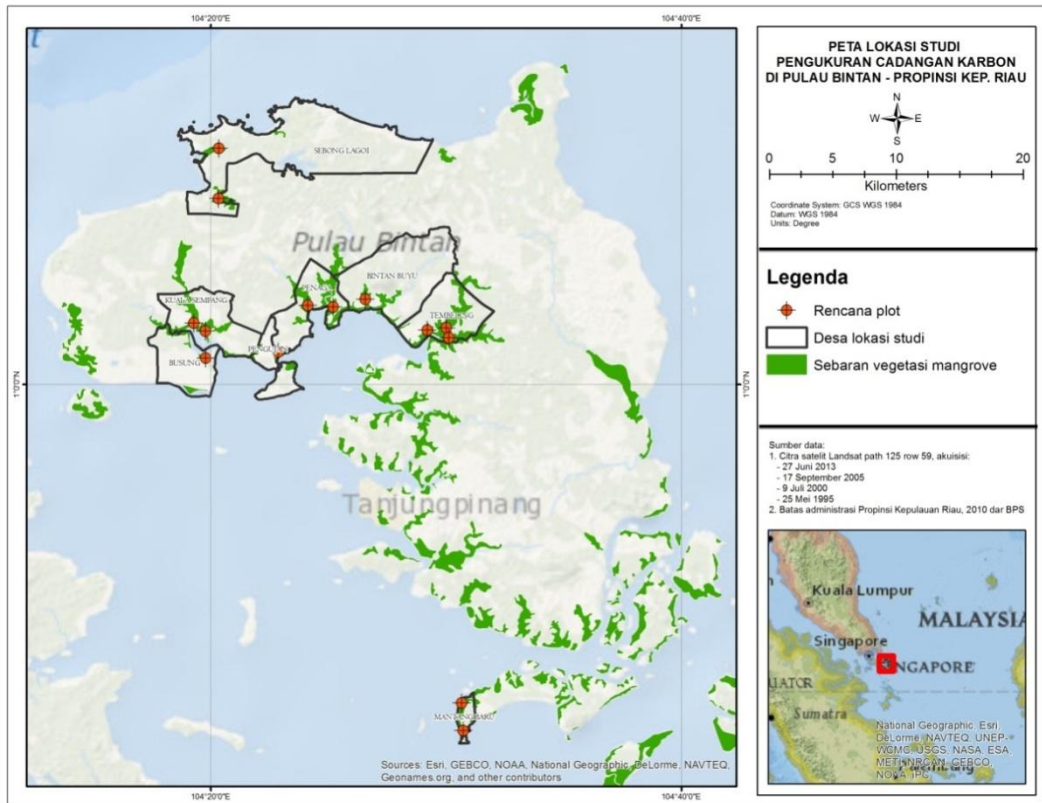 104°20'0"E
104°40'0"E
t
SEBONG LAGOI
Pulau Bintan
BINTAN BUYU
KUALA SEMPANG
BUSUNG
1°0'0"N
1°0'0"N
Tanjungpinang
MANTANG BARU
Sources: Esri, GEBCO, NOAA, National Geographic, DeLorme, NAVTEQ,
Geonames.org, and other contributors
104°20'0"E
104°40'0"E
PETA LOKASI STUDI
PENGUKURAN CADANGAN KARBON
DI PULAU BINTAN - PROPINSI KEP. RIAU
N
W E
S
0 5 10 20
Kilometers
Coordinate System: GCS WGS 1984
Datum: WGS 1984
Units: Degree
Legenda
Rencana plot
Desa lokasi studi
Sebaran vegetasi mangrove
Sumber data:
1. Citra satelit Landsat path 125 row 59, akuisisi:
- 27 Juni 2013
- 17 September 2005
- 9 Juli 2000
- 25 Mei 1995
2. Batas administrasi Propinsi Kepulauan Riau, 2010 dar BPS
Kuala Lumpur
MALAYSIA
Singapore
NGAPORE
UATOR
Sumatra
National Geographic, Esri,
DeLorme, NAVTEQ, UNEP-
WCMC, USGS, NASA, ESA,
METI, NRCAN, GEBCO,
NOAA, iPC